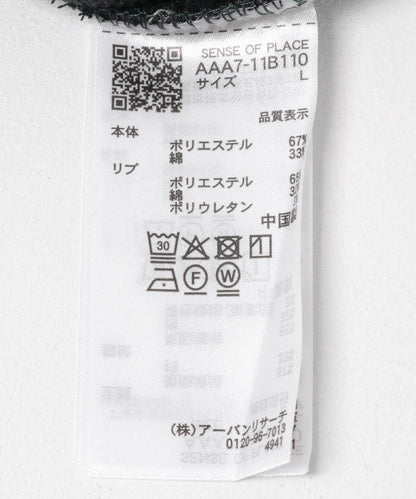 SENSE OF PLACE
AAA7-11B110
サイズ L
品質表示
本体
ポリエステル 67%
綿 33%
リブ
ポリエステル
綿
ポリウレタン
中国製
30
F W
(株)アーバンリサーチ
0120-96-7013
4941